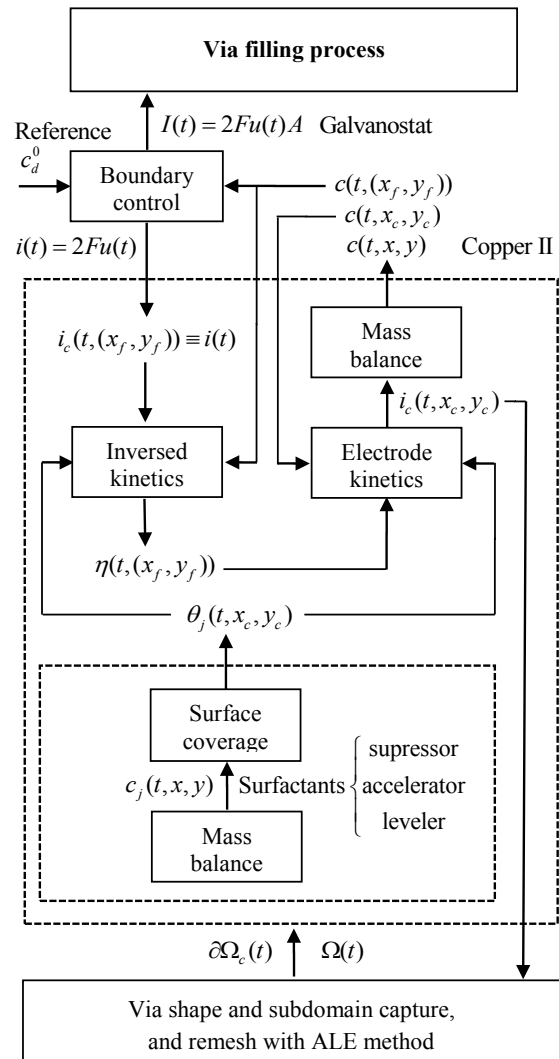 Via filling process
I(t) = 2Fu(t)A Galvanostat
Reference
c_d^0
Boundary
control
c(t,(x_f, y_f))
c(t, x_c, y_c)
c(t, x, y) Copper II
i(t) = 2Fu(t)
i_c(t,(x_f, y_f)) ≡ i(t)
Mass
balance
i_c(t, x_c, y_c)
Inversed
kinetics
Electrode
kinetics
η(t,(x_f, y_f))
θ_j(t, x_c, y_c)
Surface
coverage
c_j(t, x, y) Surfactants { supressor
accelerator
leveler
Mass
balance
∂Ω_c(t) Ω(t)
Via shape and subdomain capture,
and remesh with ALE method